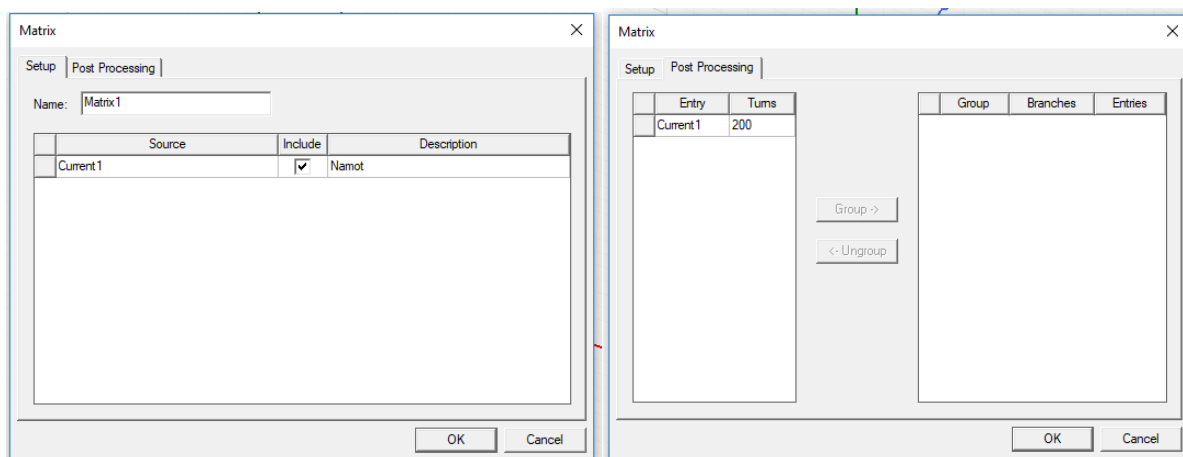 Matrix
Setup Post Processing
Name: Matrix1
Source Include Description
Current1 Namot
OK Cancel
Matrix
Setup Post Processing
Entry Turns
Current1 200
Group ->
<- Ungroup
Group Branches Entries
OK Cancel